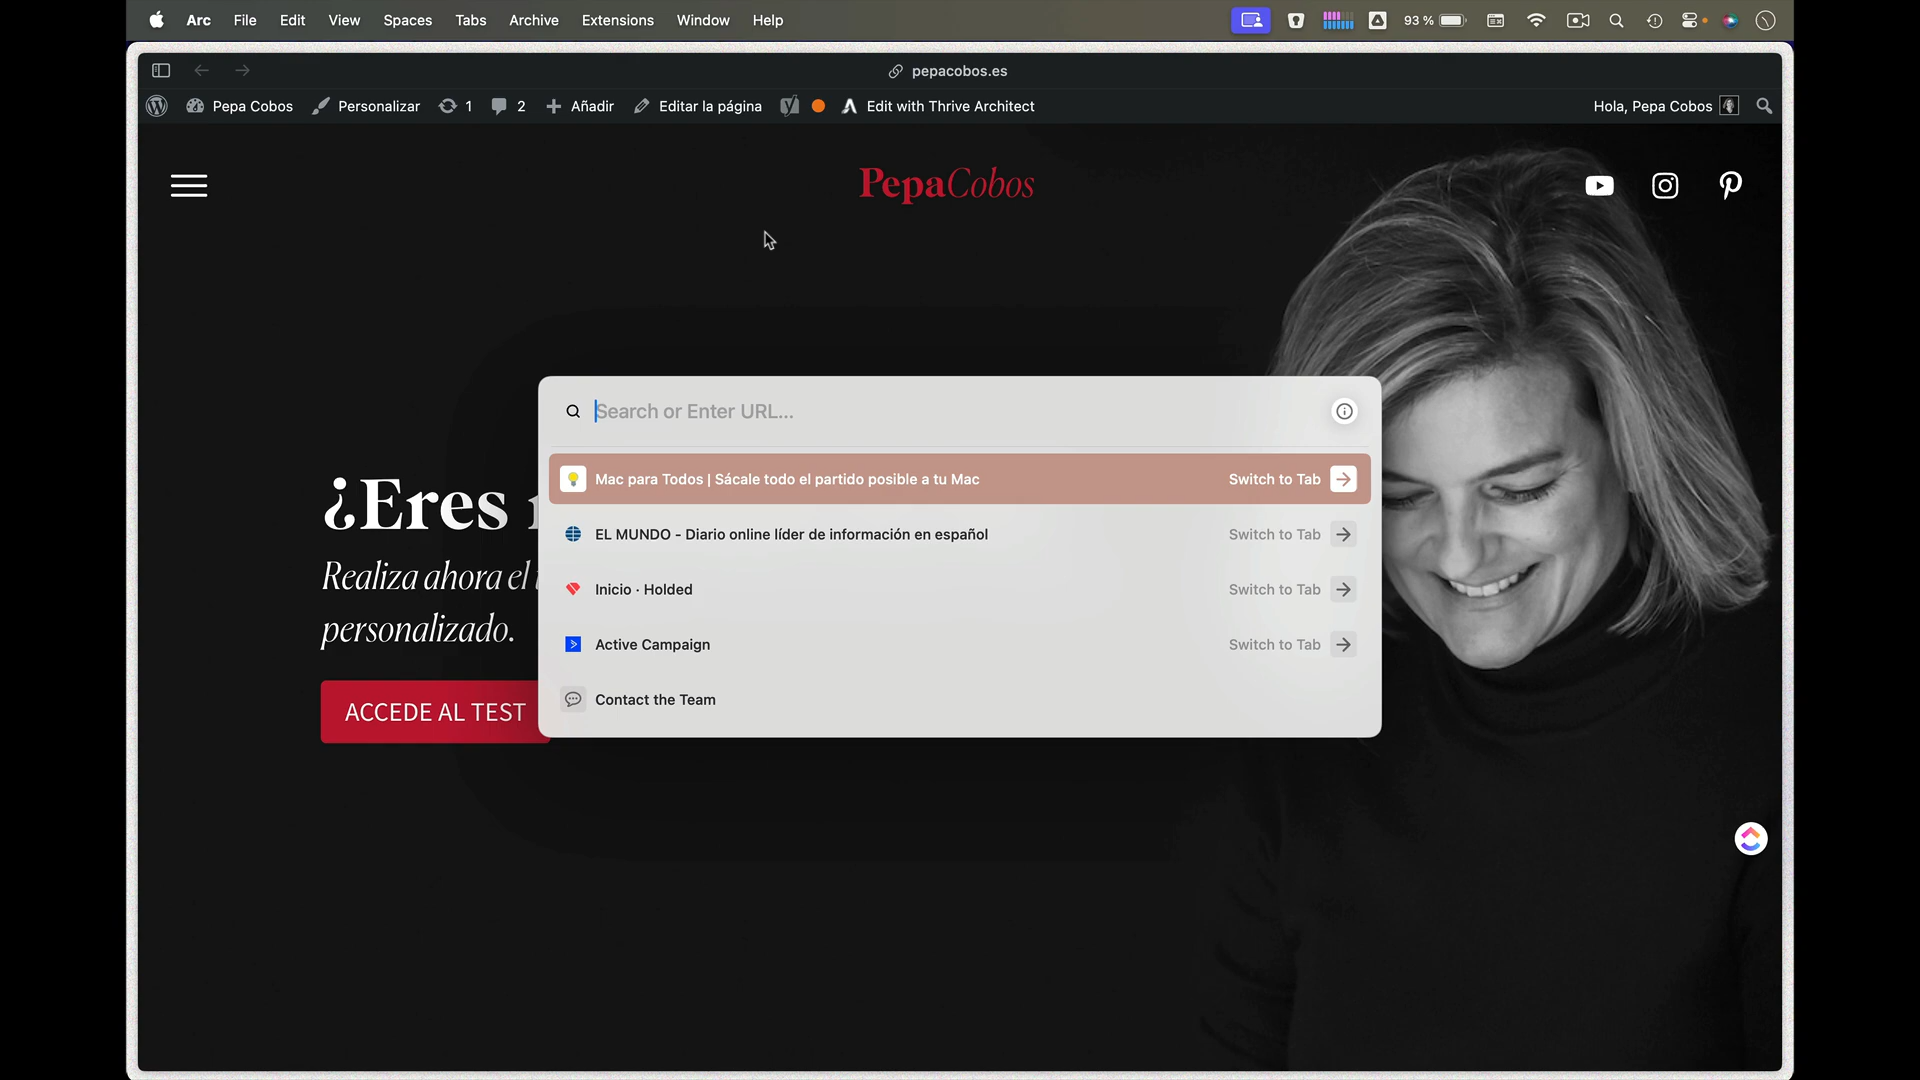 Arc File Edit View Spaces Tabs Archive Extensions Window Help 93 %
pepacobos.es
Pepa Cobos Personalizar 1 2 Añadir Editar la página Edit with Thrive Architect Hola, Pepa Cobos
PepaCobos
Search or Enter URL...
Mac para Todos | Sácale todo el partido posible a tu Mac Switch to Tab
EL MUNDO - Diario online líder de información en español Switch to Tab
Inicio · Holded Switch to Tab
Active Campaign Switch to Tab
Contact the Team
¿Eres
Realiza ahora el
personalizado.
ACCEDE AL TEST